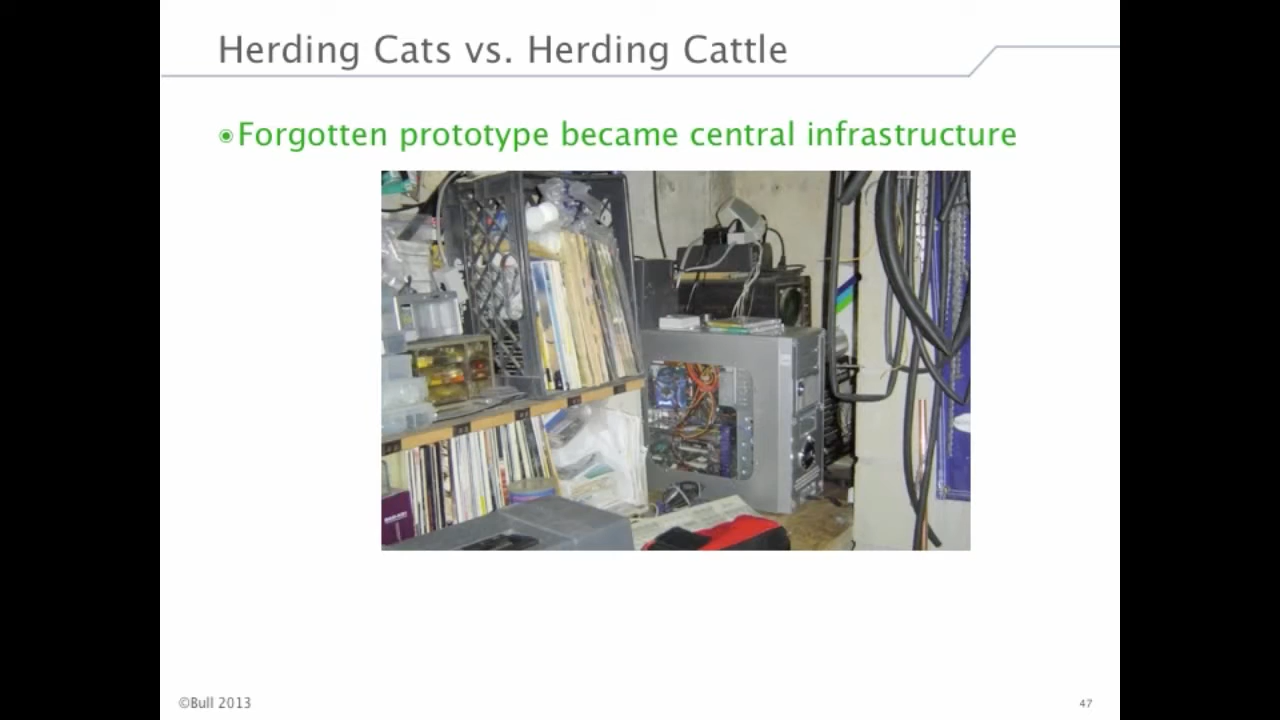 Herding Cats vs. Herding Cattle
Forgotten prototype became central infrastructure
©Bull 2013
47